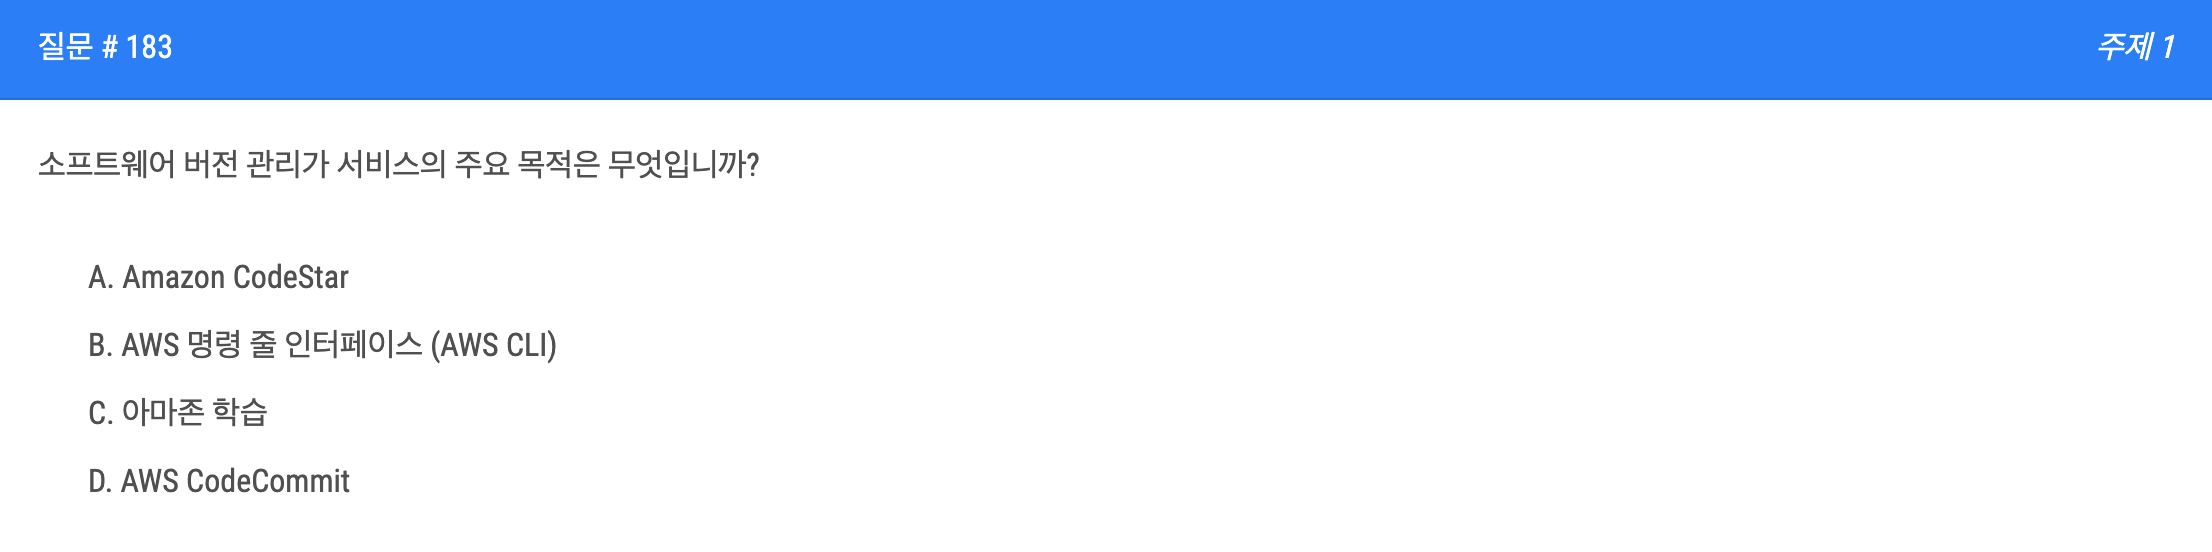 질문 # 183
주제 1
소프트웨어 버전 관리가 서비스의 주요 목적은 무엇입니까?
A. Amazon CodeStar
B. AWS 명령 줄 인터페이스 (AWS CLI)
C. 아마존 학습
D. AWS CodeCommit